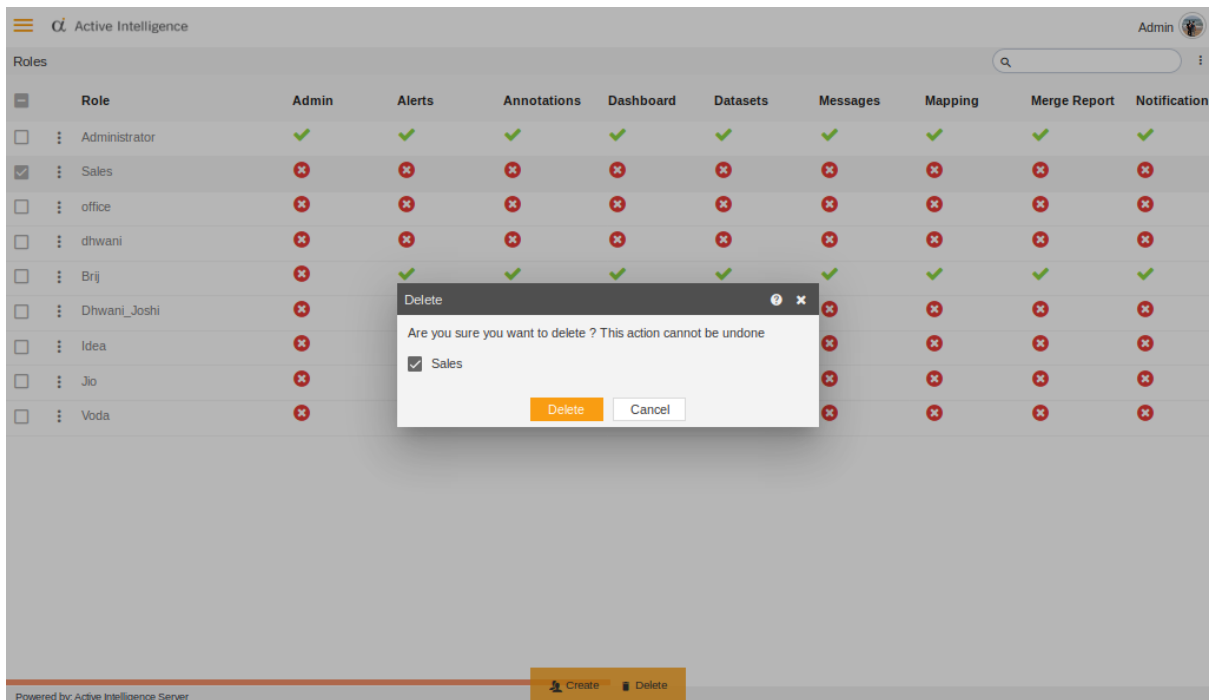 α Active Intelligence
Admin
Roles
Role Admin Alerts Annotations Dashboard Datasets Messages Mapping Merge Report Notification
Administrator
Sales
office
dhwani
Brij
Dhwani_Joshi
Idea
Jio
Voda
Delete
Are you sure you want to delete ? This action cannot be undone
Sales
Delete Cancel
Create Delete
Powered by: Active Intelligence Server